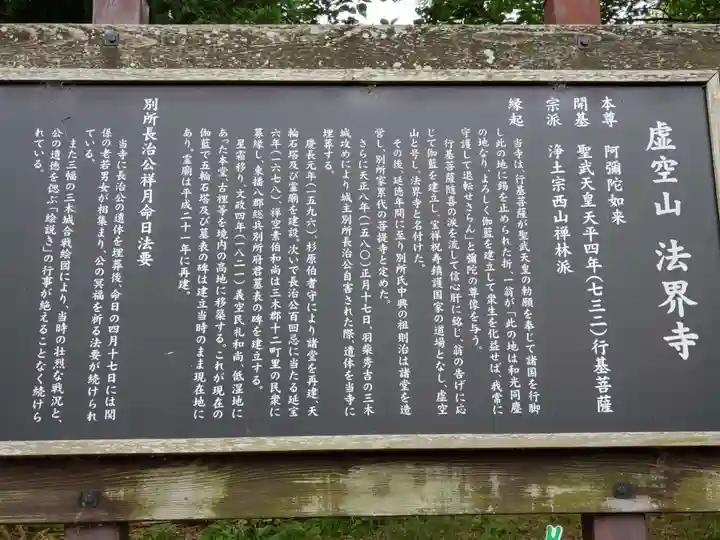 虚空山 法界寺
本尊 阿彌陀如来
開基 聖武天皇天平四年(七三二)行基菩薩
宗派 浄土宗西山禅林派
縁起
当寺は、行基菩薩が聖武天皇の勅願を奉じて諸国を行脚
し此の地に錫を止められた折、一翁が「此の地は和光同塵
の地なり、よろしく伽藍を建立して衆生を化益せば、我常に
守護して退転せざらん」と彌陀の尊像を与う。
行基菩薩随喜の涙を流して信心肝に銘じ、翁の告げに応
じて伽藍を建立し、宝祥祝寿鎮護国家の道場となし、虚空
山と号し、法界寺と名付けた。
その後、延徳年間に至り別所氏中興の祖則治は諸堂を造
営し、別所家累代の菩提寺と定めた。
さらに天正八年(一五八〇)正月十七日、羽柴秀吉の三木
城攻めにより、城主別所長治公自害された際、遺体を当寺に
埋葬する。
慶長元年(一五九六)杉原伯耆守により諸堂を再建、天
輪石塔及び霊廟を建設、次いで長治公百回忌に当たる延宝
六年(一六七八)、禅空素伯和尚は三木郡十二町里の民衆に
募縁し、東播八郡総兵別所府君墓表の碑を建立する。
星霜移り、文政四年(一八二一)義空民礼和尚、低湿地に
あった本堂、古裡等を境内の高地に移築する。これが現在の
伽藍で五輪石塔及び墓表の碑は建立当時のまま現在地に
あり。霊廟は平成二十一年に再建。
別所長治公祥月命日法要
当寺に長治公の遺体を埋葬後、命日の四月十七日には関
係の老若男女が相集まり、公の冥福を祈る法要が続けられ
ている。
また三幅の三木城合戦絵図により、当時の壮烈な戦況と、
公の遺徳を偲ぶ「絵説き」の行事が絶えることなく続けら
れている。